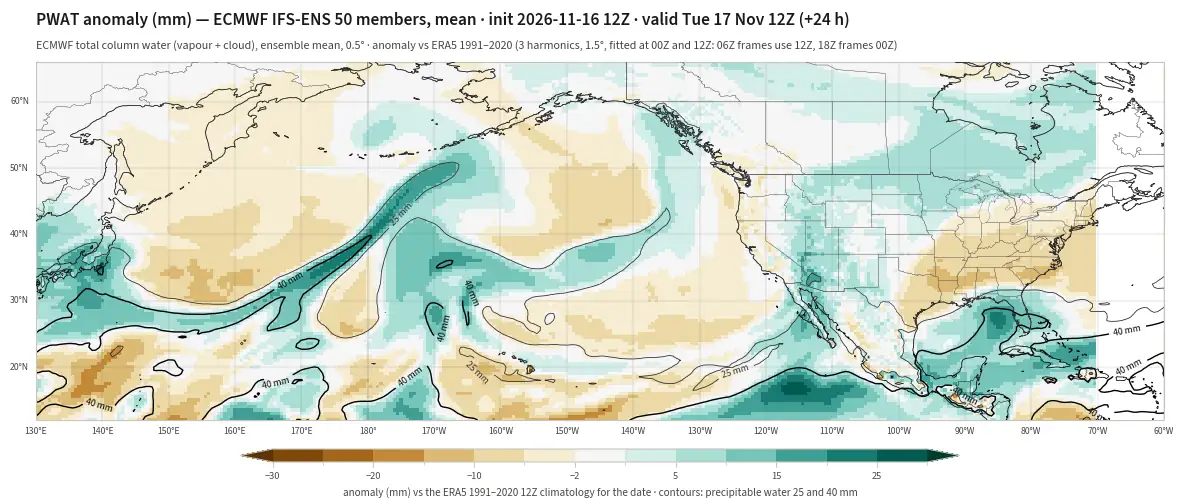 PWAT anomaly (mm) — ECMWF IFS-ENS 50 members, mean · init 2026-11-16 12Z · valid Tue 17 Nov 12Z (+24 h)
ECMWF total column water (vapour + cloud), ensemble mean, 0.5° · anomaly vs ERA5 1991–2020 (3 harmonics, 1.5°, fitted at 00Z and 12Z: 06Z frames use 12Z, 18Z frames 00Z)
60°N
50°N
40°N
30°N
20°N
25 mm
40 mm
40 mm
40 mm
40 mm
40 mm
40 mm
25 mm
25 mm
40 mm
40 mm
40 mm
130°E 140°E 150°E 160°E 170°E 180° 170°W 160°W 150°W 140°W 130°W 120°W 110°W 100°W 90°W 80°W 70°W 60°W
−30 −20 −10 −2 5 15 25
anomaly (mm) vs the ERA5 1991–2020 12Z climatology for the date · contours: precipitable water 25 and 40 mm